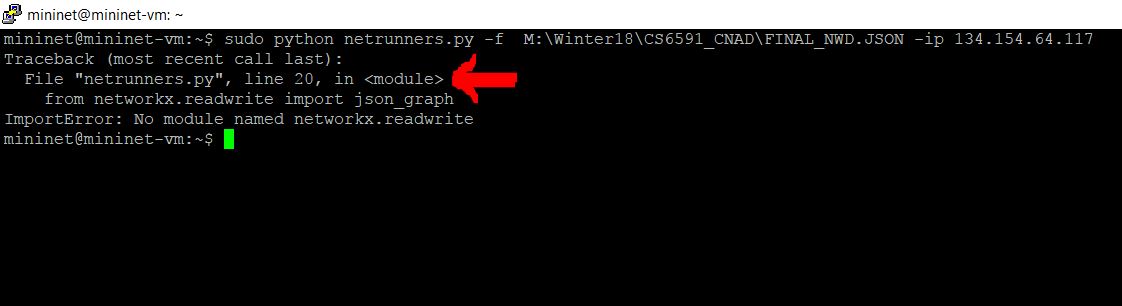 mininet@mininet-vm: ~
mininet@mininet-vm:~$ sudo python netrunners.py -f  M:\Winter18\CS6591_CNAD\FINAL_NWD.JSON -ip 134.154.64.117
Traceback (most recent call last):
  File "netrunners.py", line 20, in <module>
    from networkx.readwrite import json_graph
ImportError: No module named networkx.readwrite
mininet@mininet-vm:~$